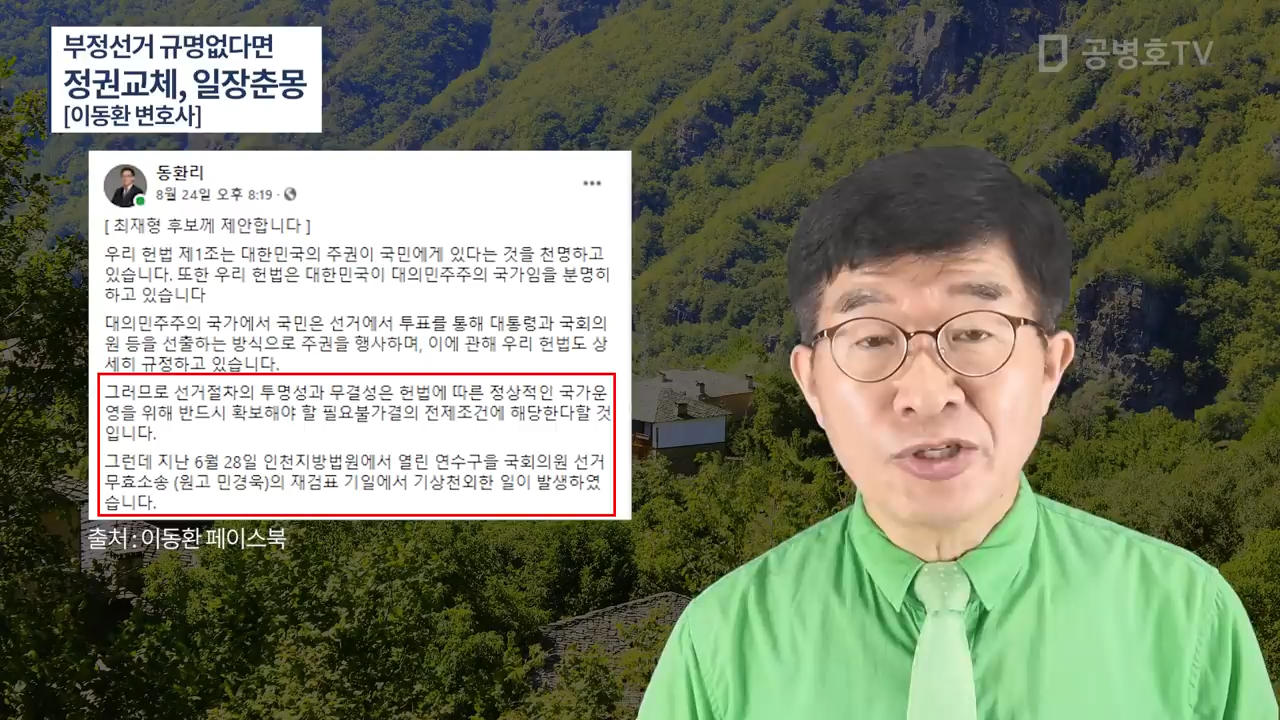 부정선거 규명없다면
정권교체, 일장춘몽
[이동환 변호사]
공병호TV
동환리
8월 24일 오후 8:19 ·
[ 최재형 후보께 제안합니다 ]
우리 헌법 제1조는 대한민국의 주권이 국민에게 있다는 것을 천명하고
있습니다. 또한 우리 헌법은 대한민국이 대의민주주의 국가임을 분명히
하고 있습니다
대의민주주의 국가에서 국민은 선거에서 투표를 통해 대통령과 국회의
원 등을 선출하는 방식으로 주권을 행사하며, 이에 관해 우리 헌법도 상
세히 규정하고 있습니다.
그러므로 선거절차의 투명성과 무결성은 헌법에 따른 정상적인 국가운
영을 위해 반드시 확보해야 할 필요불가결의 전제조건에 해당한다할 것
입니다.
그런데 지난 6월 28일 인천지방법원에서 열린 연수구을 국회의원 선거
무효소송 (원고 민경욱)의 재검표 기일에서 기상천외한 일이 발생하였
습니다.
출처 : 이동환 페이스북